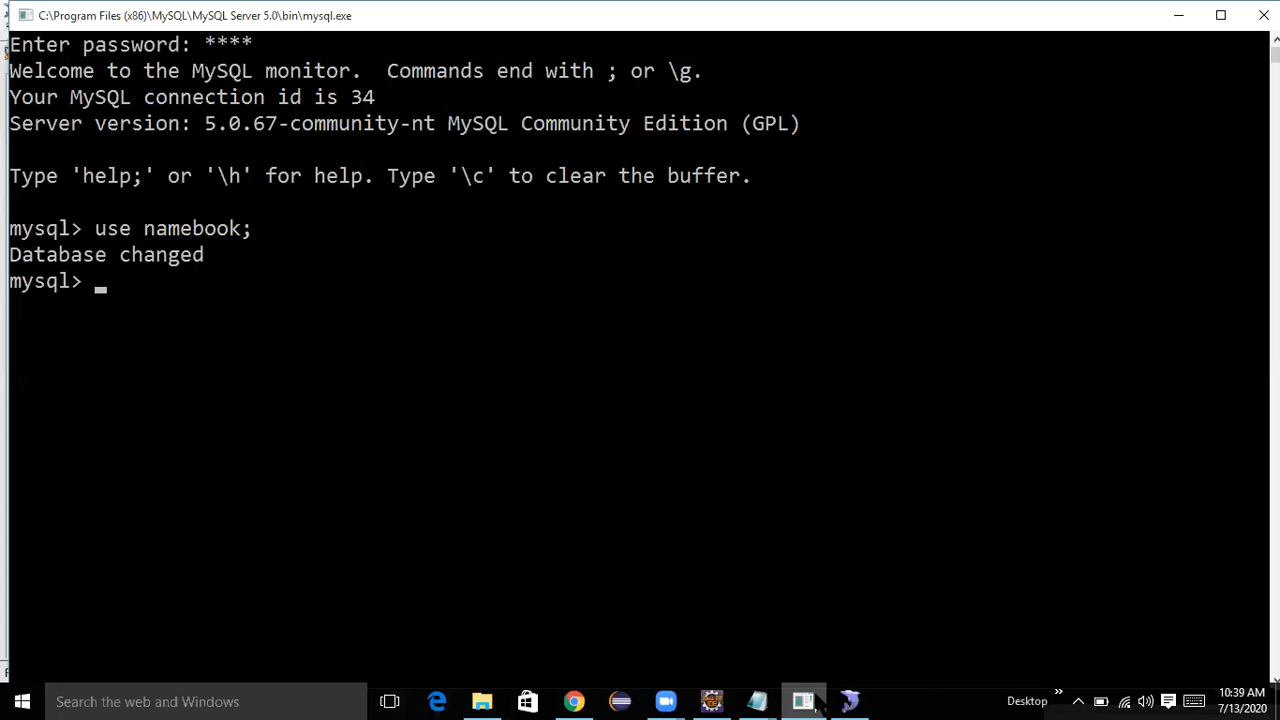 C:\Program Files (x86)\MySQL\MySQL Server 5.0\bin\mysql.exe
Enter password: ****
Welcome to the MySQL monitor.  Commands end with ; or \g.
Your MySQL connection id is 34
Server version: 5.0.67-community-nt MySQL Community Edition (GPL)
Type 'help;' or '\h' for help. Type '\c' to clear the buffer.
mysql> use namebook;
Database changed
mysql> _
Search the web and Windows
Desktop
10:39 AM
7/13/2020